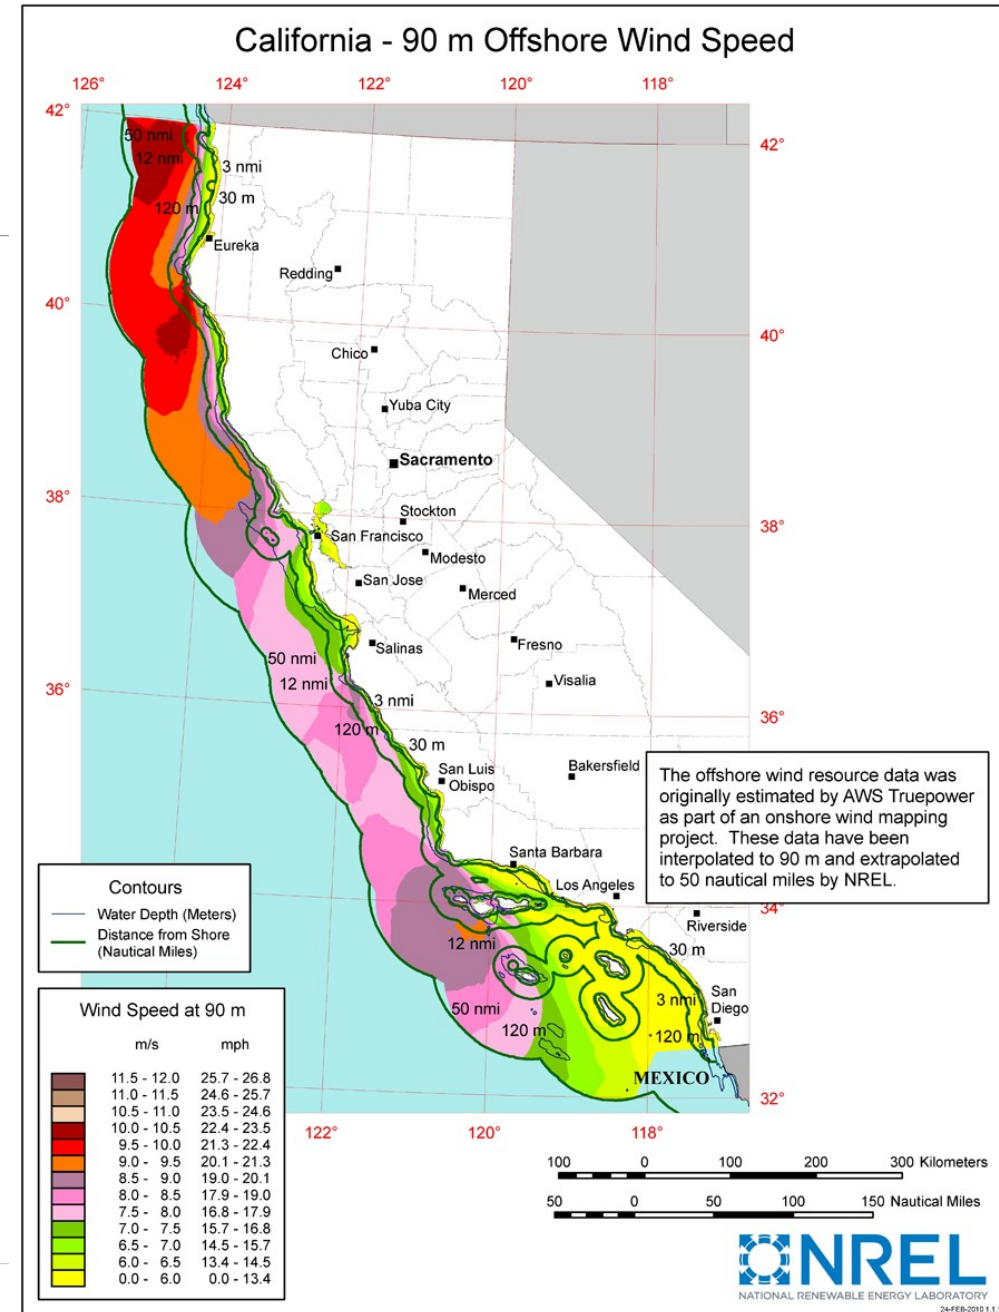 California - 90 m Offshore Wind Speed
126°
124°
122°
120°
118°
42°
42°
50 nmi
12 nmi
3 nmi
30 m
120 m
Eureka
Redding
40°
40°
Chico
Yuba City
Sacramento
38°
38°
Stockton
San Francisco
Modesto
San Jose
Merced
Salinas
Fresno
50 nmi
12 nmi
Visalia
36°
36°
3 nmi
120 m
30 m
San Luis
Obispo
Bakersfield
The offshore wind resource data was
originally estimated by AWS Truepower
as part of an onshore wind mapping
project. These data have been
interpolated to 90 m and extrapolated
to 50 nautical miles by NREL.
Santa Barbara
Los Angeles
34°
Riverside
12 nmi
30 m
50 nmi
120 m
3 nmi
San
Diego
120 m
MEXICO
32°
122°
120°
118°
Contours
Water Depth (Meters)
Distance from Shore
(Nautical Miles)
Wind Speed at 90 m
m/s mph
11.5 - 12.0 25.7 - 26.8
11.0 - 11.5 24.6 - 25.7
10.5 - 11.0 23.5 - 24.6
10.0 - 10.5 22.4 - 23.5
9.5 - 10.0 21.3 - 22.4
9.0 - 9.5 20.1 - 21.3
8.5 - 9.0 19.0 - 20.1
8.0 - 8.5 17.9 - 19.0
7.5 - 8.0 16.8 - 17.9
7.0 - 7.5 15.7 - 16.8
6.5 - 7.0 14.5 - 15.7
6.0 - 6.5 13.4 - 14.5
0.0 - 6.0 0.0 - 13.4
100 0 100 200 300 Kilometers
50 0 50 100 150 Nautical Miles
NREL
NATIONAL RENEWABLE ENERGY LABORATORY
24-FEB-2010 1.1.